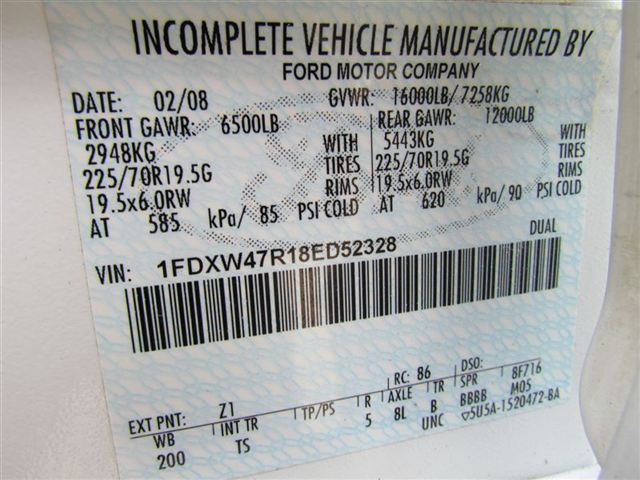 INCOMPLETE VEHICLE MANUFACTURED BY
FORD MOTOR COMPANY
DATE: 02/08 GVWR: 16000LB/ 7258KG
FRONT GAWR: 6500LB REAR GAWR: 12000LB
2948KG WITH 5443KG WITH
225/70R19.5G TIRES 225/70R19.5G TIRES
19.5x6.0RW RIMS 19.5x6.0RW RIMS
AT 585 kPa/ 85 PSI COLD AT 620 kPa/ 90 PSI COLD
DUAL
VIN: 1FDXW47R18ED52328
EXT PNT: Z1 RC: 86 DSO: 8F716
WB INT TR TP/PS R AXLE TR SPR M05
200 TS 5 8L B BBBB
UNC ▽5U5A-1520472-BA